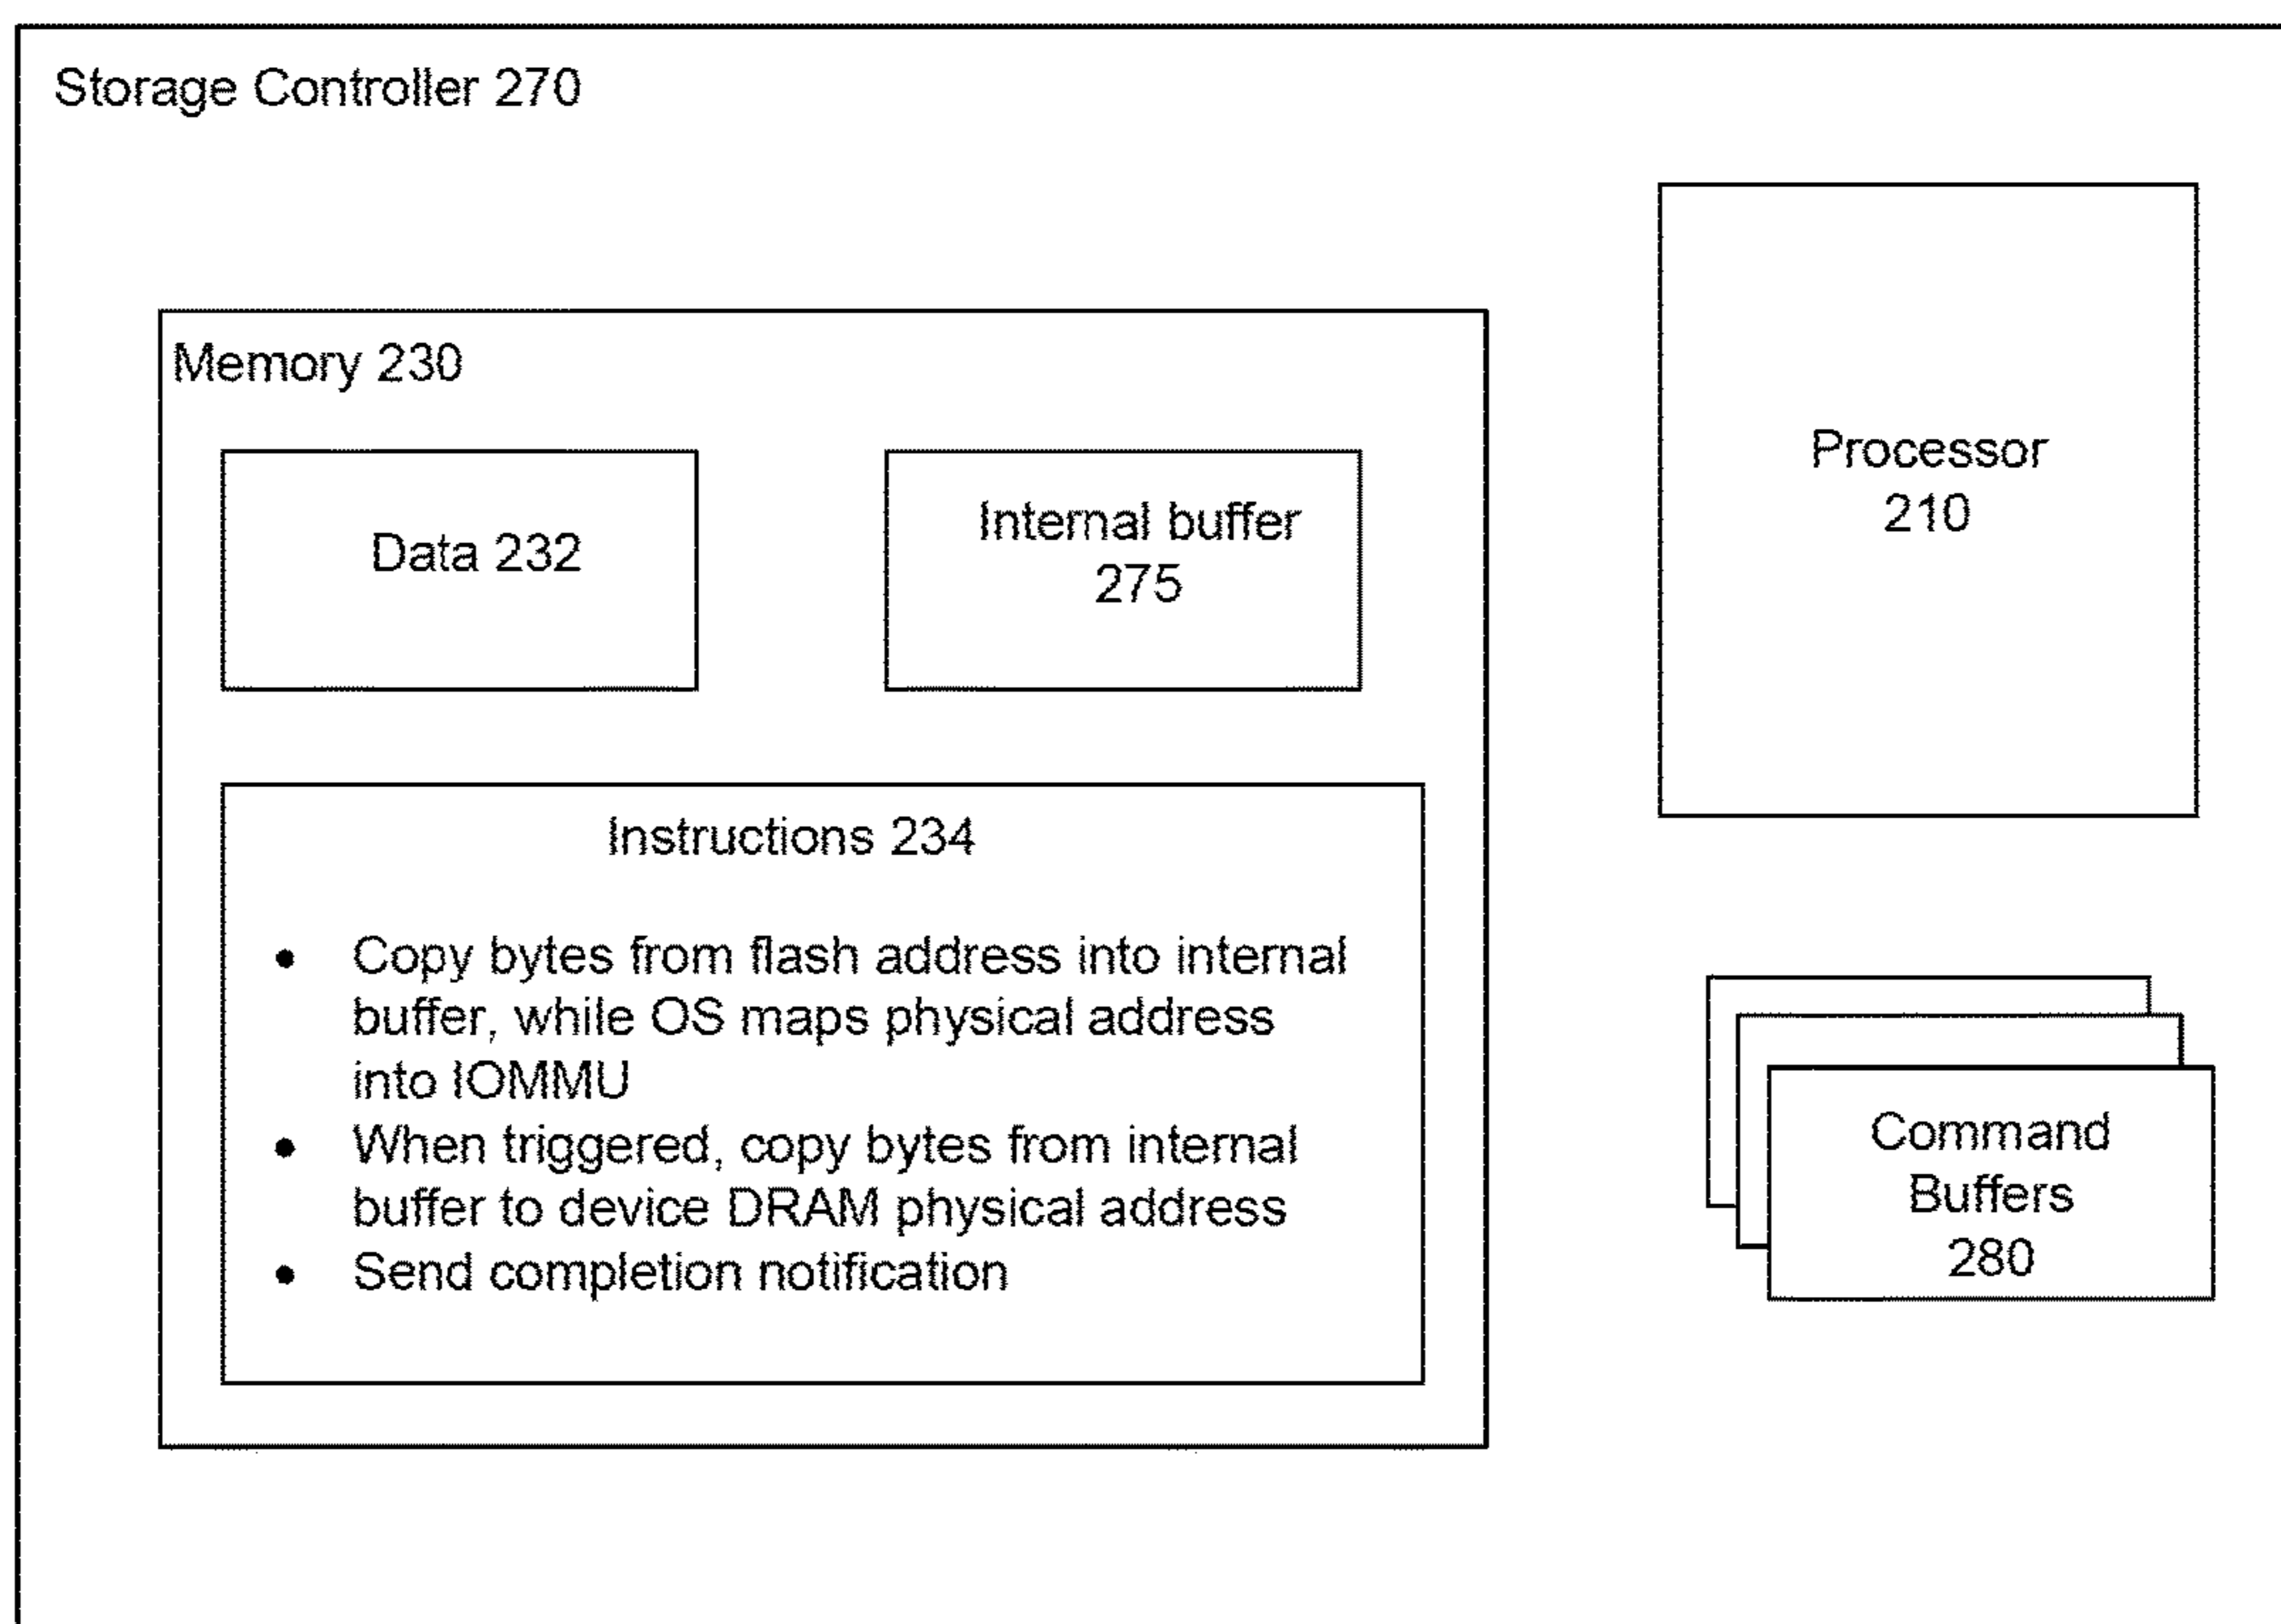 Storage Controller 270
Memory 230
Data 232
Internal buffer
275
Processor
210
Instructions 234
• Copy bytes from flash address into internal
buffer, while OS maps physical address
into IOMMU
• When triggered, copy bytes from internal
buffer to device DRAM physical address
• Send completion notification
Command
Buffers
280